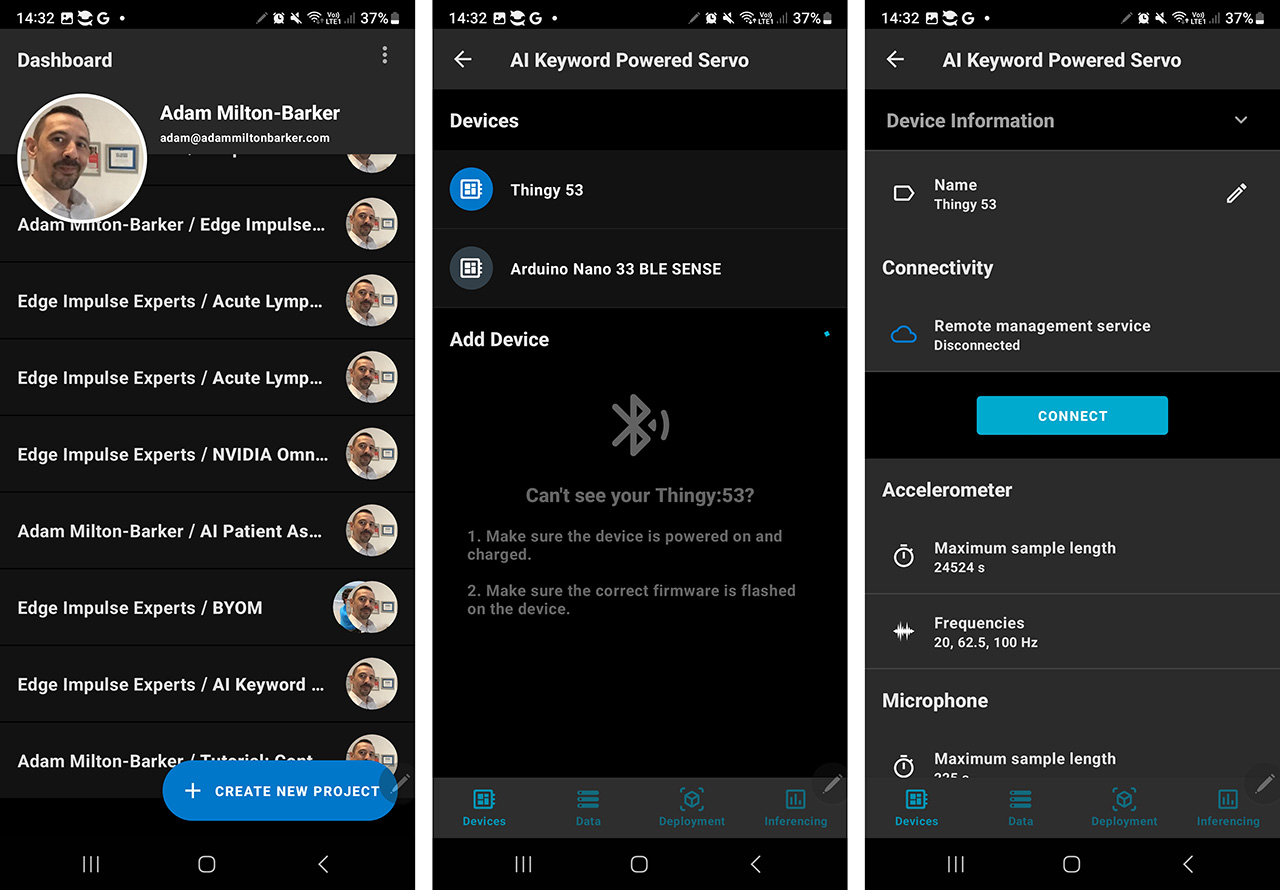 14:32 G 37%
Dashboard
Adam Milton-Barker
adam@adammiltonbarker.com
Adam Milton-Barker / Edge Impulse...
Edge Impulse Experts / Acute Lymp...
Edge Impulse Experts / Acute Lymp...
Edge Impulse Experts / NVIDIA Omn...
Adam Milton-Barker / AI Patient As...
Edge Impulse Experts / BYOM
Edge Impulse Experts / AI Keyword ...
Adam Milton-Barker / Tutorial: Cont...
+ CREATE NEW PROJECT
14:32 G Vo) LTE1 37%
AI Keyword Powered Servo
Devices
Thingy 53
Arduino Nano 33 BLE SENSE
Add Device
Can't see your Thingy:53?
1. Make sure the device is powered on and
charged.
2. Make sure the correct firmware is flashed
on the device.
Devices Data Deployment Inferencing
14:32 G Vo) LTE1 37%
AI Keyword Powered Servo
Device Information
Name
Thingy 53
Connectivity
Remote management service
Disconnected
CONNECT
Accelerometer
Maximum sample length
24524 s
Frequencies
20, 62.5, 100 Hz
Microphone
Maximum sample length
Devices Data Deployment Inferencing